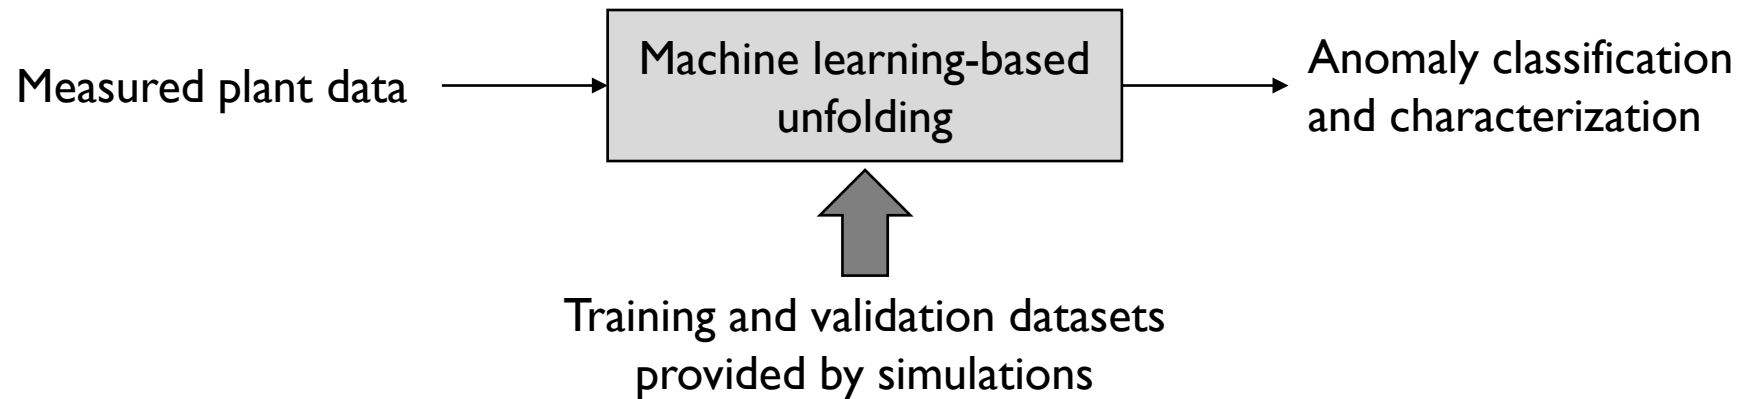 Measured plant data
Machine learning-based
unfolding
Anomaly classification
and characterization
Training and validation datasets
provided by simulations